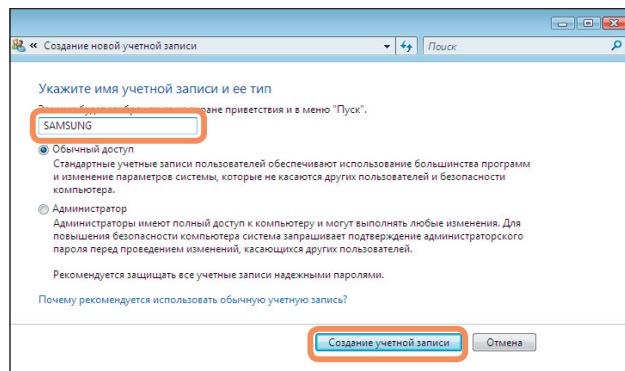 « Создание новой учетной записи
Поиск
Укажите имя учетной записи и ее тип
приветствия и в меню "Пуск".
SAMSUNG
Обычный доступ
Стандартные учетные записи пользователей обеспечивают использование большинства программ
и изменение параметров системы, которые не касаются других пользователей и безопасности
компьютера.
Администратор
Администраторы имеют полный доступ к компьютеру и могут выполнять любые изменения. Для
повышения безопасности компьютера система запрашивает подтверждение администраторского
пароля перед проведением изменений, касающихся других пользователей.
Рекомендуется защищать все учетные записи надежными паролями.
Почему рекомендуется использовать обычную учетную запись?
Создание учетной записи
Отмена